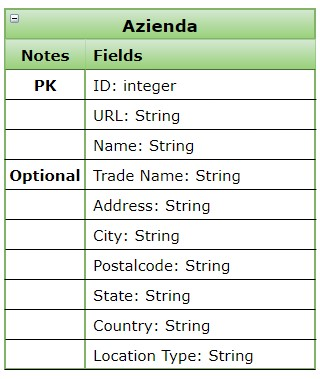 Azienda
Notes Fields
PK ID: integer
URL: String
Name: String
Optional Trade Name: String
Address: String
City: String
Postalcode: String
State: String
Country: String
Location Type: String